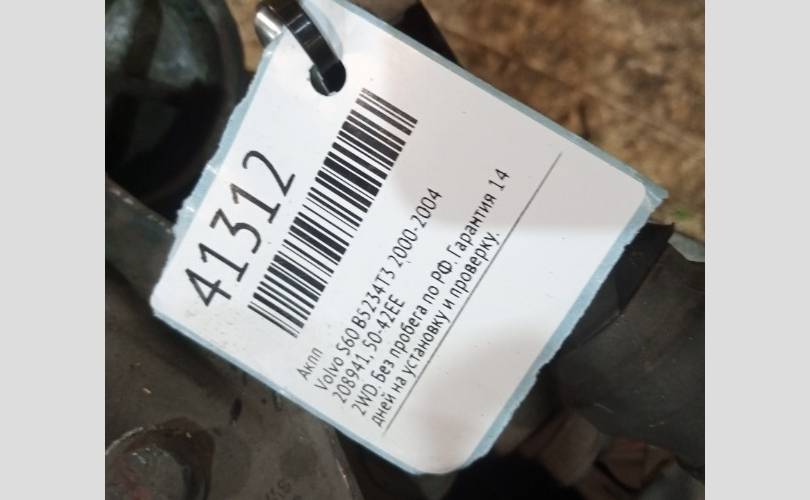 41312
Акпп
Volvo S60 B5234T3 2000-2004
208941, 50-42EE
2WD. Без пробега по РФ. Гарантия 14
дней на установку и проверку.